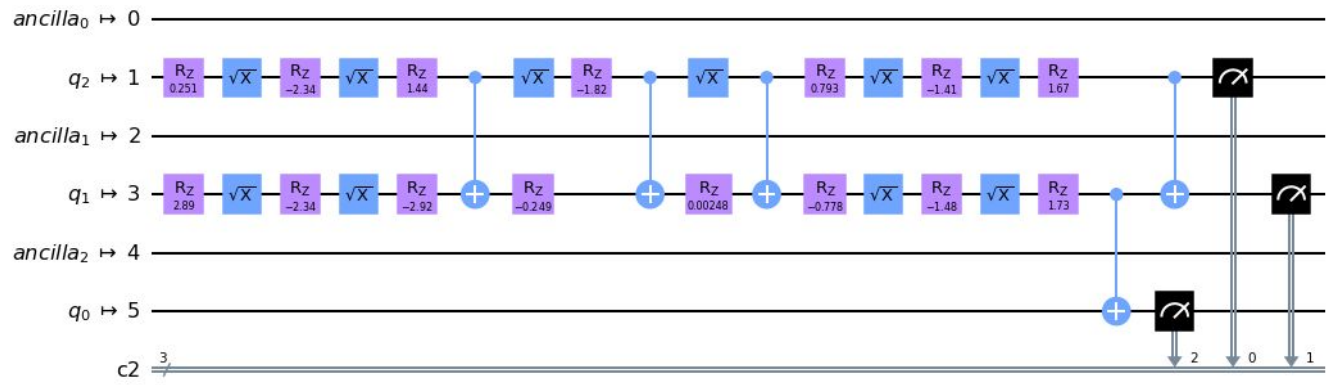 ancilla₀ ↦ 0
q₂ ↦ 1 R_Z 0.251 √X R_Z −2.34 √X R_Z 1.44 √X R_Z −1.82 √X R_Z 0.793 √X R_Z −1.41 √X R_Z 1.67
ancilla₁ ↦ 2
q₁ ↦ 3 R_Z 2.89 √X R_Z −2.34 √X R_Z −2.92 R_Z −0.249 R_Z 0.00248 R_Z −0.778 √X R_Z −1.48 √X R_Z 1.73
ancilla₂ ↦ 4
q₀ ↦ 5
c2 3 2 0 1